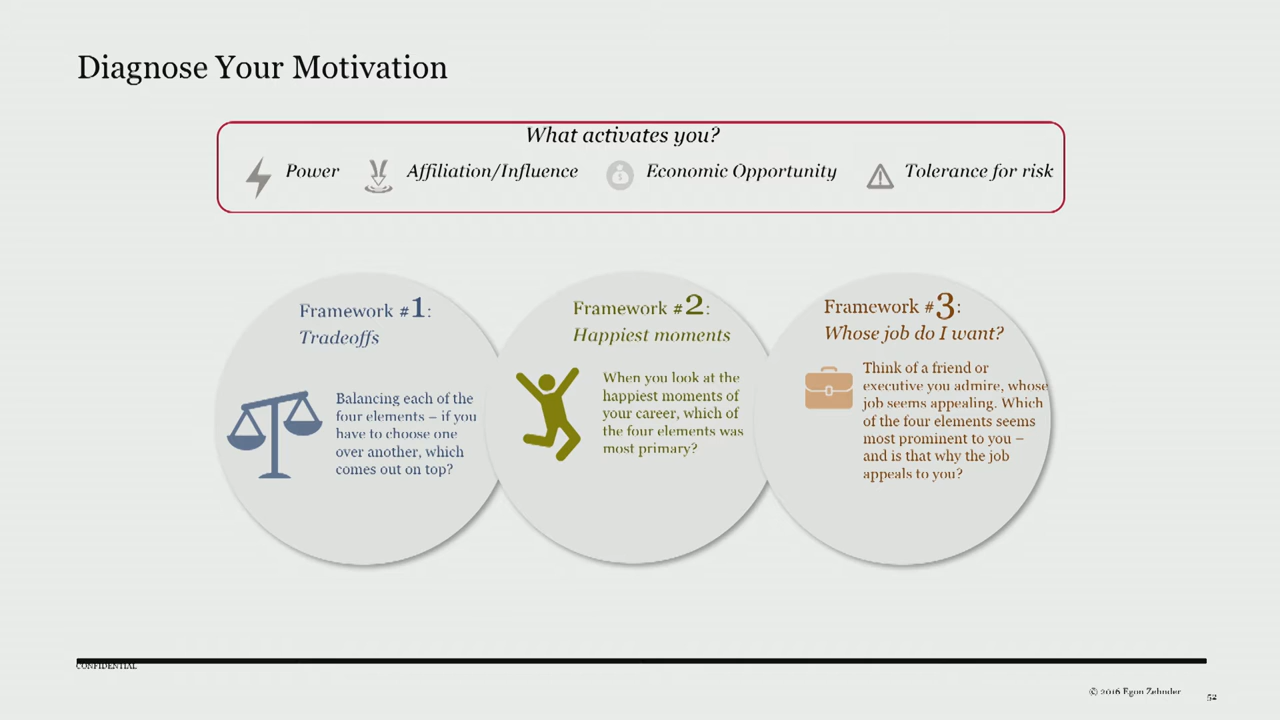 Diagnose Your Motivation
What activates you?
Power Affiliation/Influence Economic Opportunity Tolerance for risk
Framework #1:
Tradeoffs
Balancing each of the
four elements – if you
have to choose one
over another, which
comes out on top?
Framework #2:
Happiest moments
When you look at the
happiest moments of
your career, which of
the four elements was
most primary?
Framework #3:
Whose job do I want?
Think of a friend or
executive you admire, whose
job seems appealing. Which
of the four elements seems
most prominent to you –
and is that why the job
appeals to you?
CONFIDENTIAL
© 2016 Egon Zehnder
52